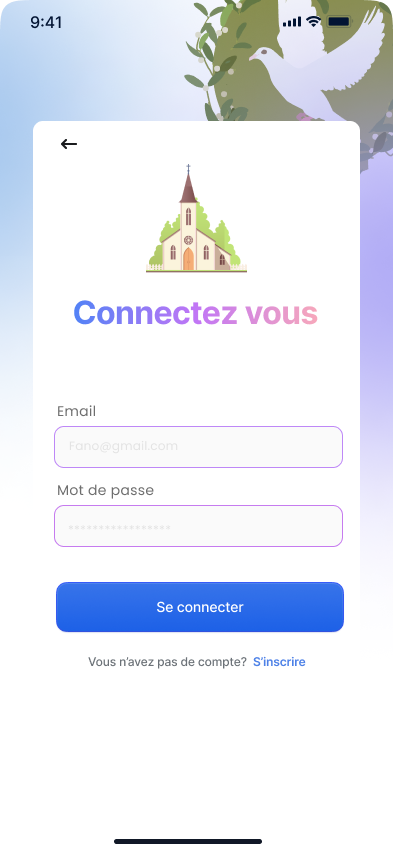 9:41
Connectez vous
Email
Fano@gmail.com
Mot de passe
*****************
Se connecter
Vous n’avez pas de compte? S’inscrire